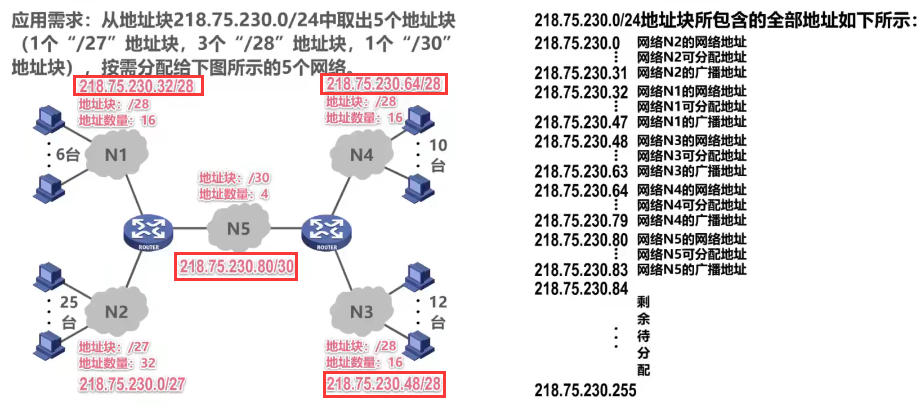 应用需求：从地址块218.75.230.0/24中取出5个地址块
（1个“/27”地址块，3个“/28”地址块，1个“/30”
地址块），按需分配给下图所示的5个网络。
218.75.230.32/28
地址块：/28
地址数量：16
6台
N1
218.75.230.64/28
地址块：/28
地址数量：16
N4
10
台
地址块：/30
地址数量：4
N5
ROUTER
ROUTER
218.75.230.80/30
25
台
N2
地址块：/27
地址数量：32
218.75.230.0/27
N3
12
台
地址块：/28
地址数量：16
218.75.230.48/28
218.75.230.0/24地址块所包含的全部地址如下所示：
218.75.230.0 网络N2的网络地址
网络N2可分配地址
218.75.230.31 网络N2的广播地址
218.75.230.32 网络N1的网络地址
网络N1可分配地址
218.75.230.47 网络N1的广播地址
218.75.230.48 网络N3的网络地址
网络N3可分配地址
218.75.230.63 网络N3的广播地址
218.75.230.64 网络N4的网络地址
网络N4可分配地址
218.75.230.79 网络N4的广播地址
218.75.230.80 网络N5的网络地址
网络N5可分配地址
218.75.230.83 网络N5的广播地址
218.75.230.84
剩
余
待
分
配
218.75.230.255